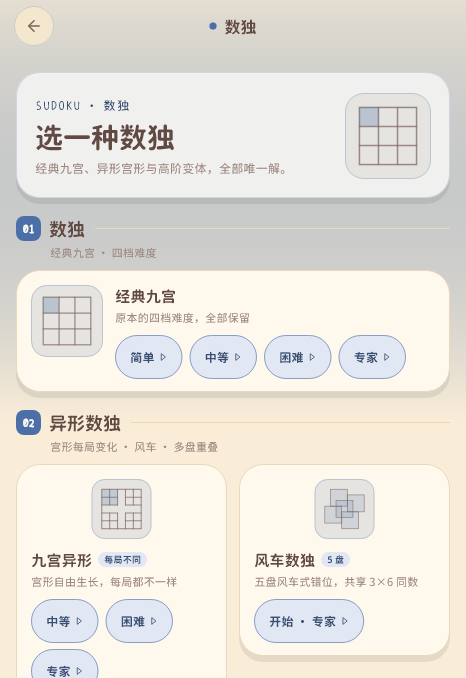 数独
SUDOKU · 数独
选一种数独
经典九宫、异形宫形与高阶变体，全部唯一解。
01 数独
经典九宫 · 四档难度
经典九宫
原本的四档难度，全部保留
简单 中等 困难 专家
02 异形数独
宫形每局变化 · 风车 · 多盘重叠
九宫异形 每局不同
宫形自由生长，每局都不一样
中等 困难
专家
风车数独 5 盘
五盘风车式错位，共享 3×6 同数
开始 · 专家